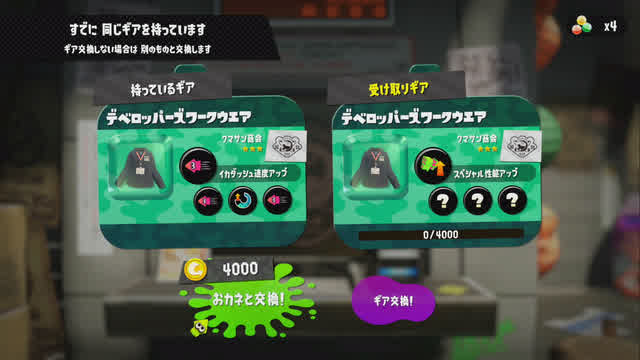 すでに 同じギアを持っています
ギア交換しない場合は 別のものと交換します
x4
持っているギア
受け取りギア
デベロッパーズワークウエア
クマサン商会
イカダッシュ速度アップ
デベロッパーズワークウエア
クマサン商会
スペシャル性能アップ
? ? ?
0/4000
4000
おカネと交換!
ギア交換!